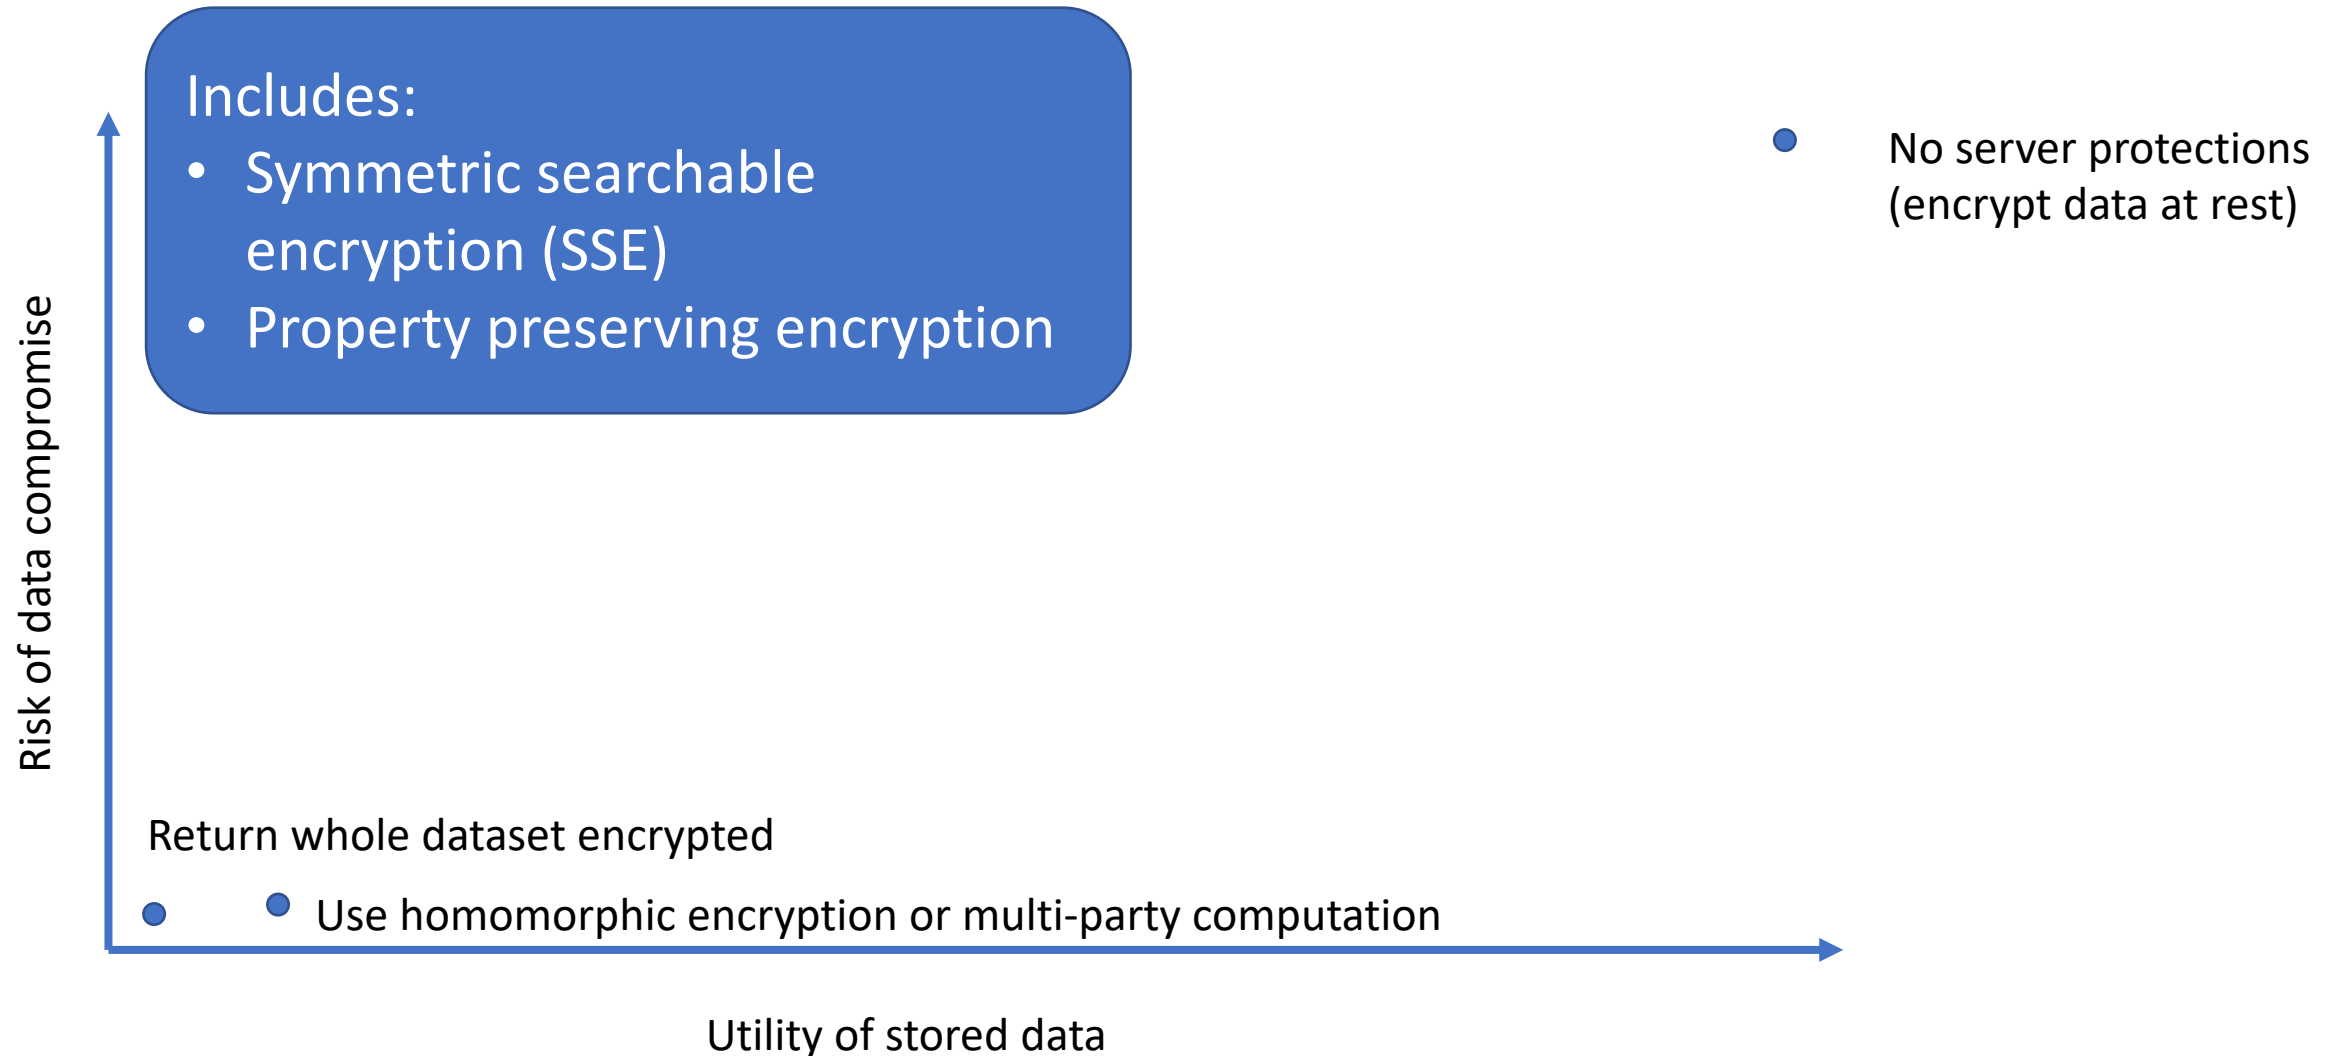 Includes:
• Symmetric searchable
encryption (SSE)
• Property preserving encryption
No server protections
(encrypt data at rest)
Risk of data compromise
Return whole dataset encrypted
Use homomorphic encryption or multi-party computation
Utility of stored data